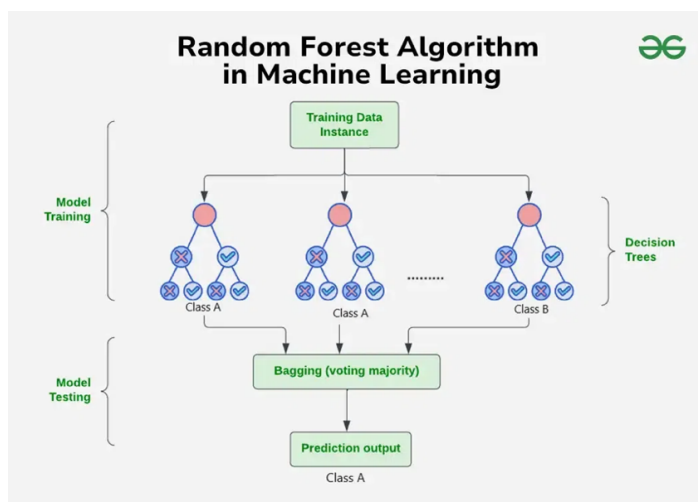 Random Forest Algorithm
in Machine Learning
Training Data
Instance
Model
Training
Decision
Trees
.........
Class A
Class A
Class B
Bagging (voting majority)
Model
Testing
Prediction output
Class A